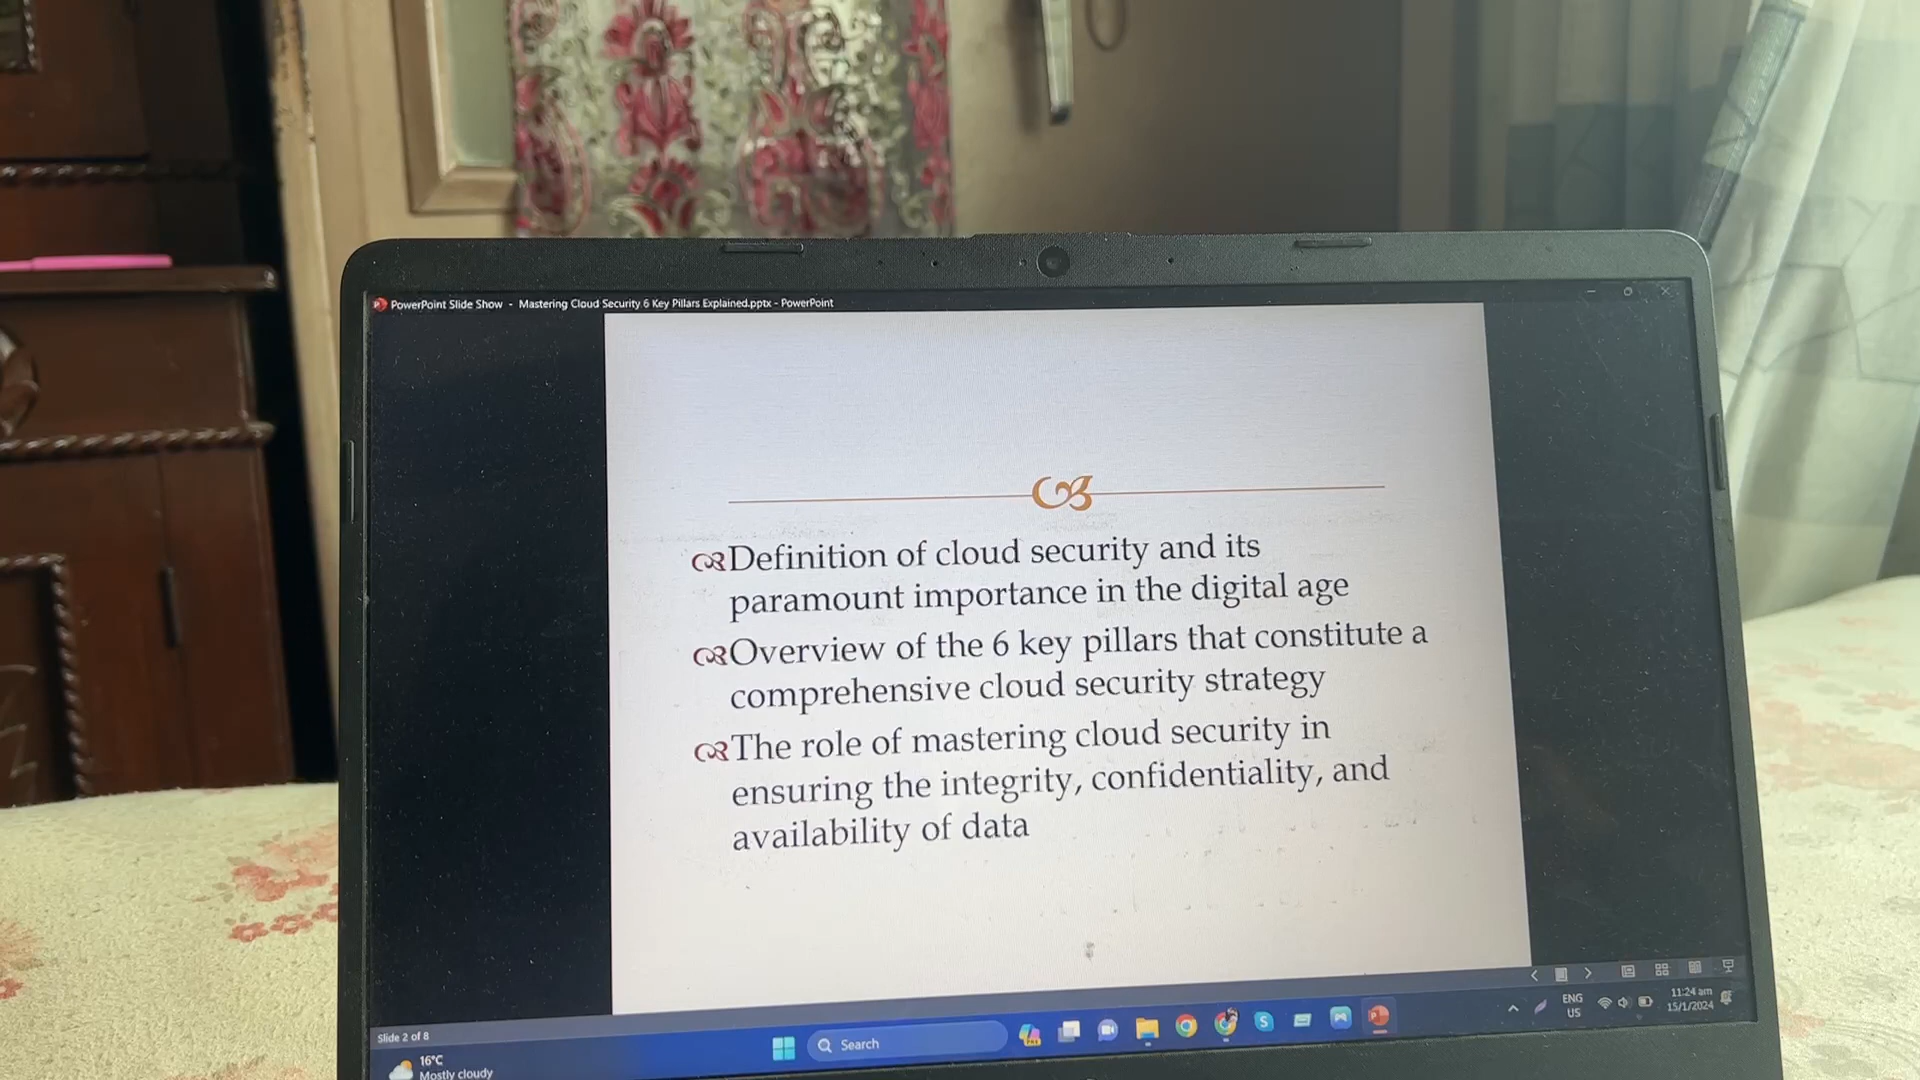 PowerPoint Slide Show - Mastering Cloud Security 6 Key Pillars Explained.pptx - PowerPoint
Definition of cloud security and its
paramount importance in the digital age
Overview of the 6 key pillars that constitute a
comprehensive cloud security strategy
The role of mastering cloud security in
ensuring the integrity, confidentiality, and
availability of data
Slide 2 of 8
16°C
Mostly cloudy
Search
ENG
US
11:24 am
15/1/2024